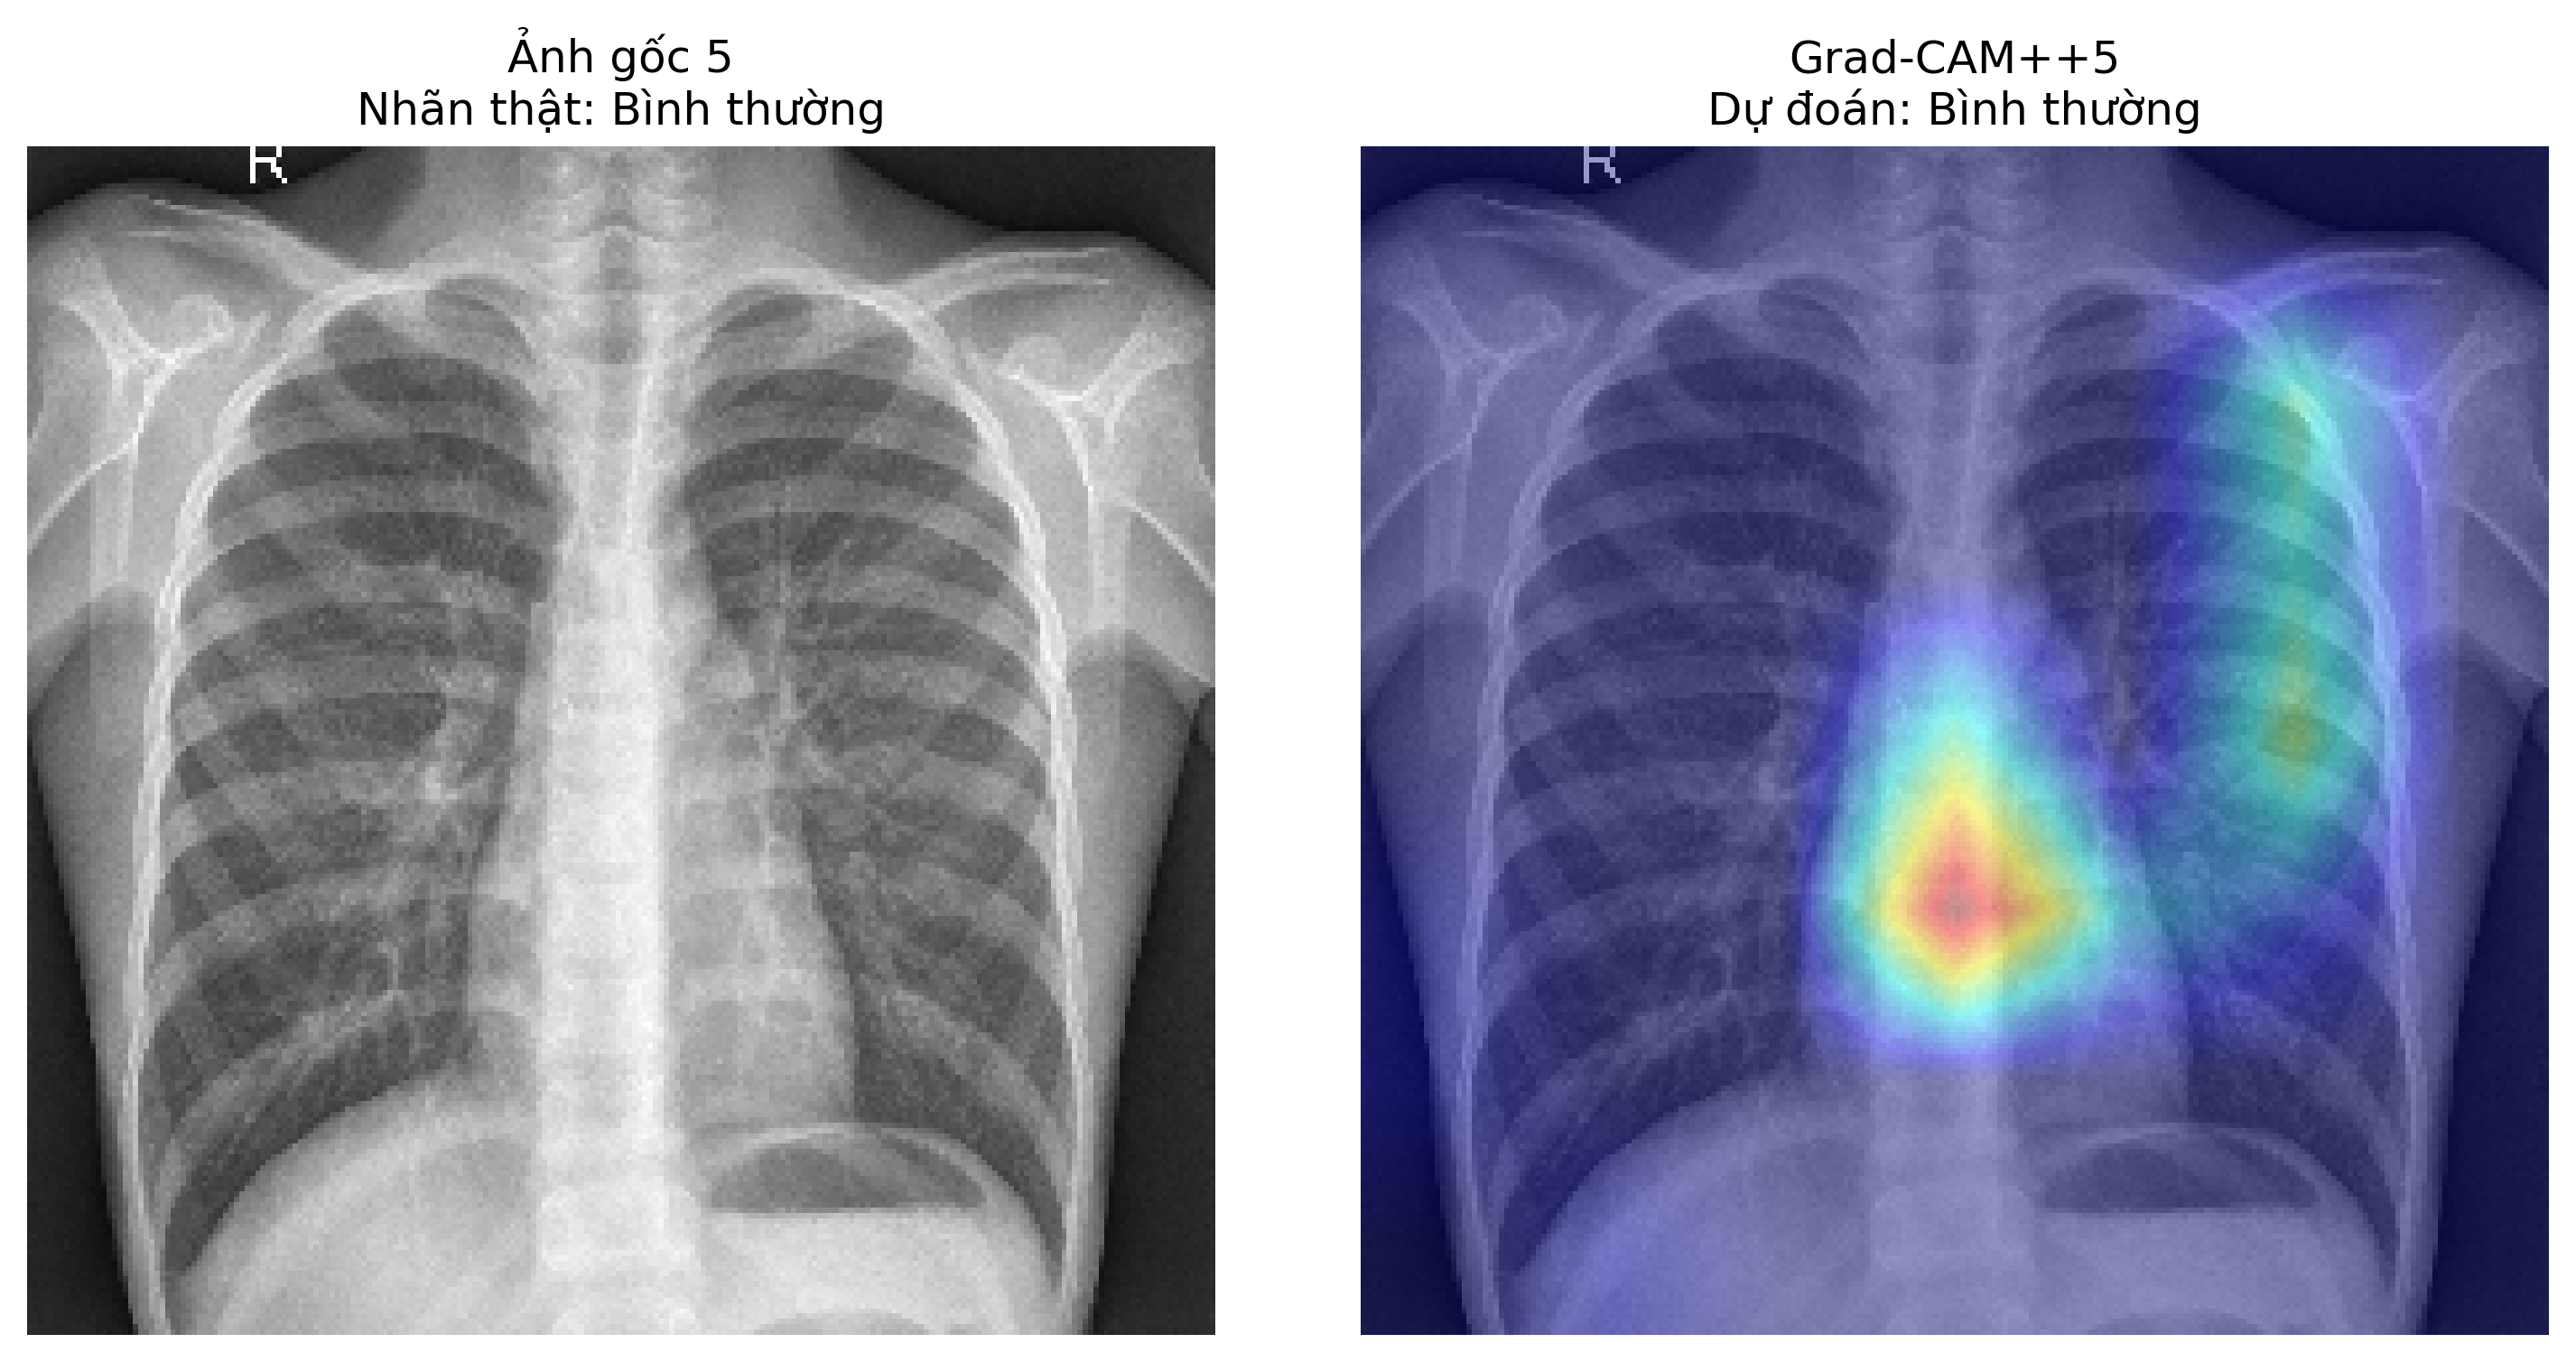 Ảnh gốc 5
Nhãn thật: Bình thường
R
Grad-CAM++5
Dự đoán: Bình thường
R